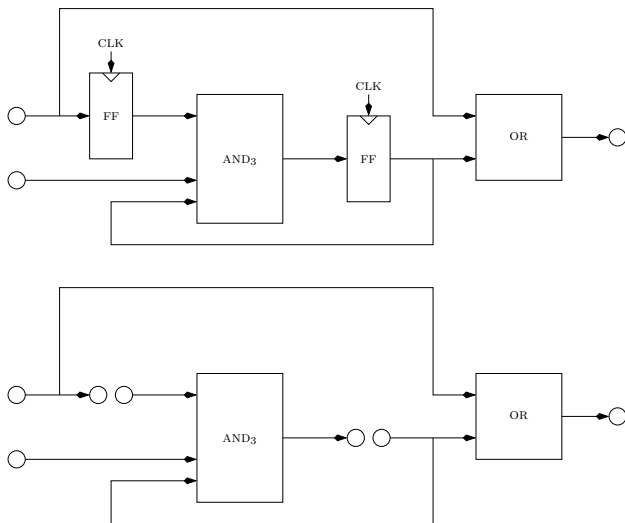 CLK
CLK
FF
AND₃
FF
OR
AND₃
OR